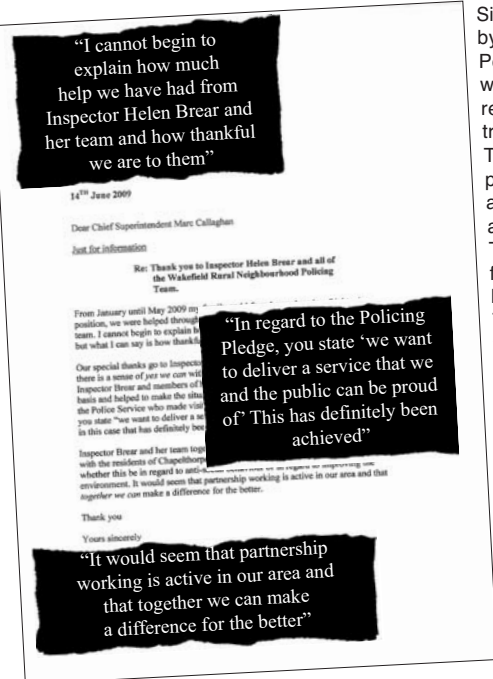 “I cannot begin to
explain how much
help we have had from
Inspector Helen Brear and
her team and how thankful
we are to them”
14TH June 2009
Dear Chief Superintendent Marc Callaghan
Just for information
Re: Thank you to Inspector Helen Brear and all of
the Wakefield Rural Neighbourhood Policing
Team.
From January until May 2009 my
position, we were helped through
team. I cannot begin to explain h
but what I can say is how thankf
Our special thanks go to Inspecto
there is a sense of yes we can wit
Inspector Brear and members of
basis and helped to make the situ
the Police Service who made visi
you state “we want to deliver a se
in this case that has definitely bee
“In regard to the Policing
Pledge, you state ‘we want
to deliver a service that we
and the public can be proud
of’ This has definitely been
achieved”
Inspector Brear and her team toge
with the residents of Chapelthorpe
whether this be in regard to anti-
environment. It would seem that partnership working is active in our area and that
together we can make a difference for the better.
Thank you
Yours sincerely
“It would seem that partnership
working is active in our area and
that together we can make
a difference for the better”